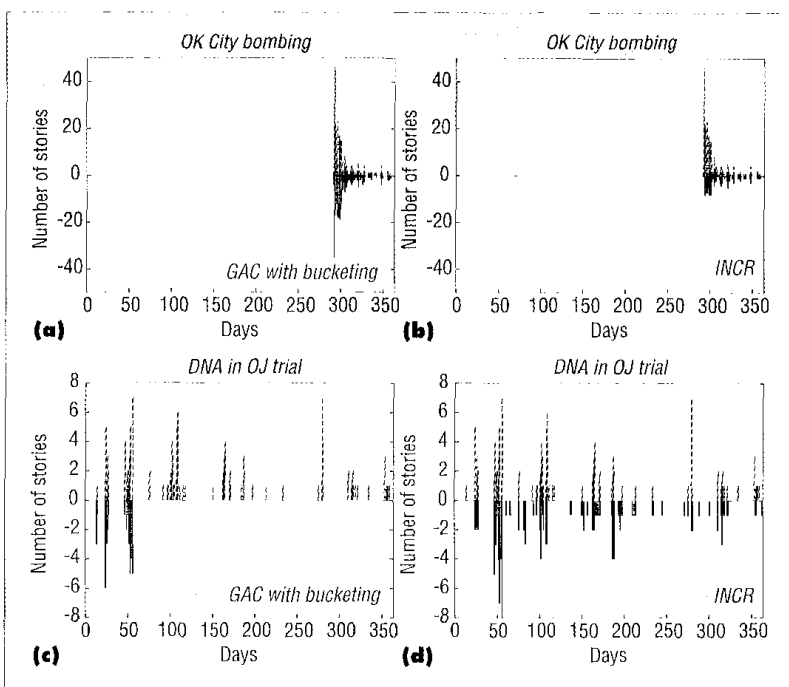 OK City bombing
40
20
0
-20
-40
Number of stories
GAC with bucketing
0 50 100 150 200 250 300 350
Days
(a)
OK City bombing
40
20
0
-20
-40
Number of stories
INCR
0 50 100 150 200 250 300 350
Days
(b)
DNA in OJ trial
8
6
4
2
0
-2
-4
-6
-8
Number of stories
GAC with bucketing
0 50 100 150 200 250 300 350
Days
(c)
DNA in OJ trial
8
6
4
2
0
-2
-4
-6
-8
Number of stories
INCR
0 50 100 150 200 250 300 350
Days
(d)